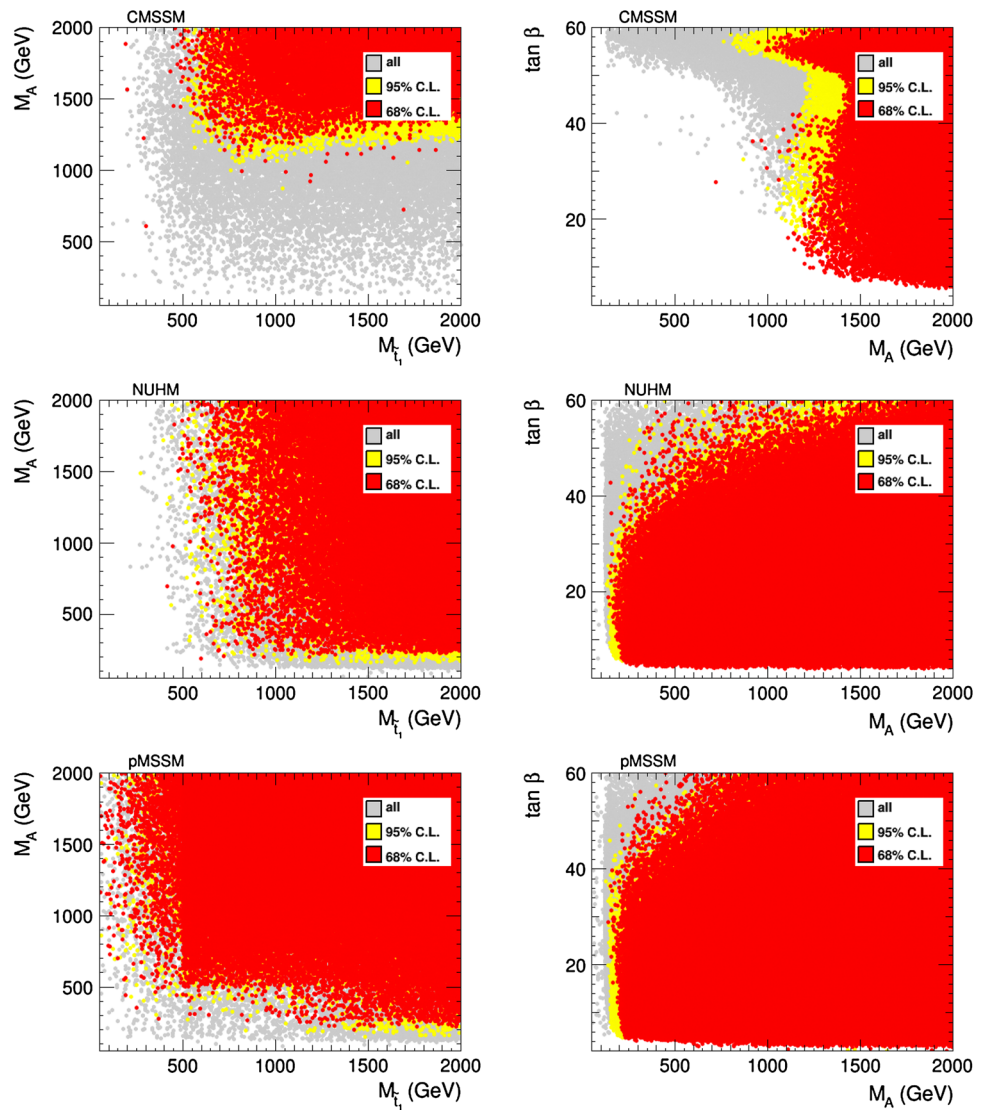 CMSSM
M_A (GeV)
2000
1500
1000
500
all
95% C.L.
68% C.L.
500 1000 1500 2000
M_t̃₁ (GeV)
CMSSM
tan β
60
40
20
all
95% C.L.
68% C.L.
500 1000 1500 2000
M_A (GeV)
NUHM
M_A (GeV)
2000
1500
1000
500
all
95% C.L.
68% C.L.
500 1000 1500 2000
M_t̃₁ (GeV)
NUHM
tan β
60
40
20
all
95% C.L.
68% C.L.
500 1000 1500 2000
M_A (GeV)
pMSSM
M_A (GeV)
2000
1500
1000
500
all
95% C.L.
68% C.L.
500 1000 1500 2000
M_t̃₁ (GeV)
pMSSM
tan β
60
40
20
all
95% C.L.
68% C.L.
500 1000 1500 2000
M_A (GeV)